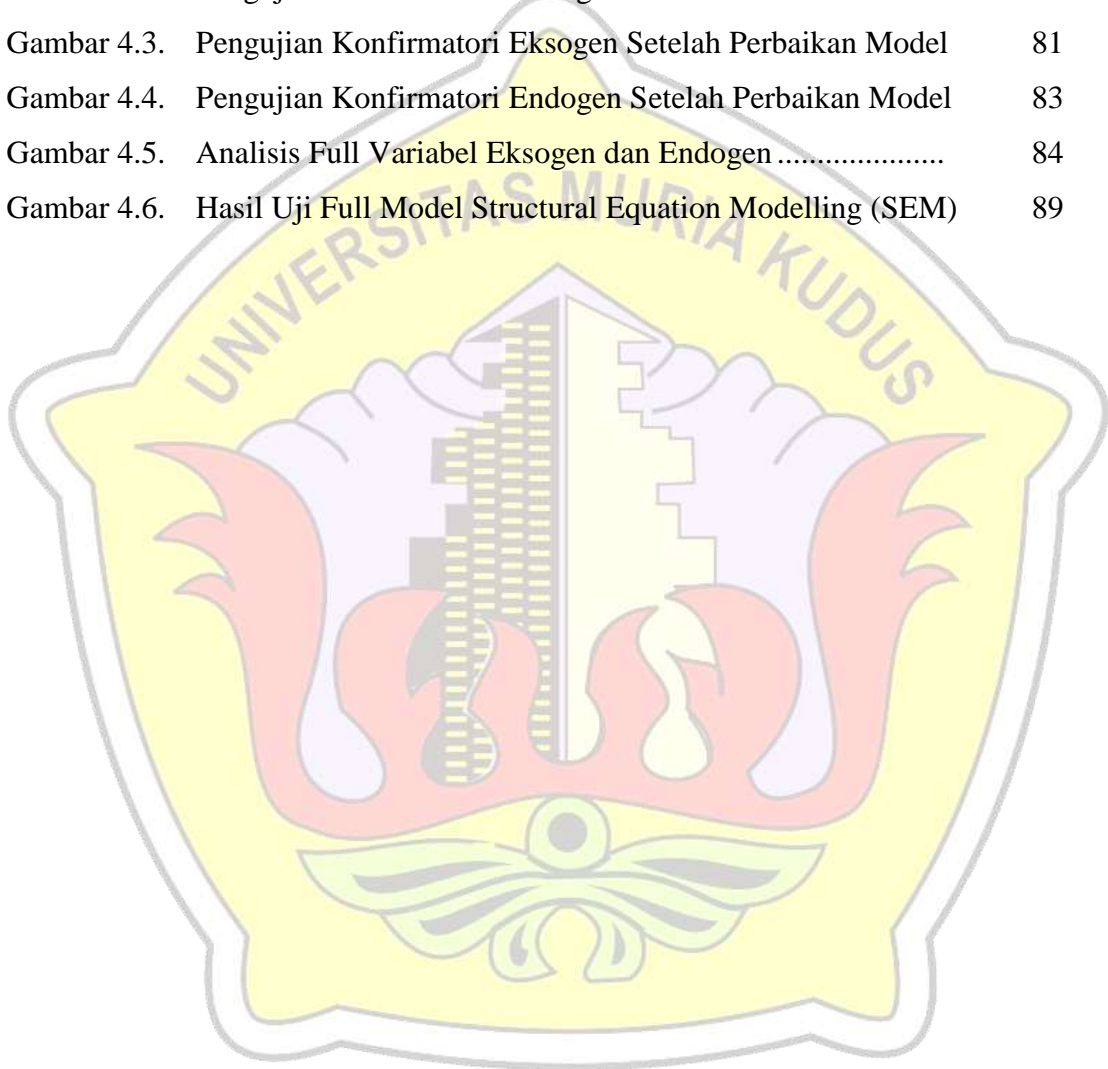 Gambar 4.3. Pengujian Konfirmatori Eksogen Setelah Perbaikan Model 81
Gambar 4.4. Pengujian Konfirmatori Endogen Setelah Perbaikan Model 83
Gambar 4.5. Analisis Full Variabel Eksogen dan Endogen ..................... 84
Gambar 4.6. Hasil Uji Full Model Structural Equation Modelling (SEM) 89
UNIVERSITAS MURIA KUDUS